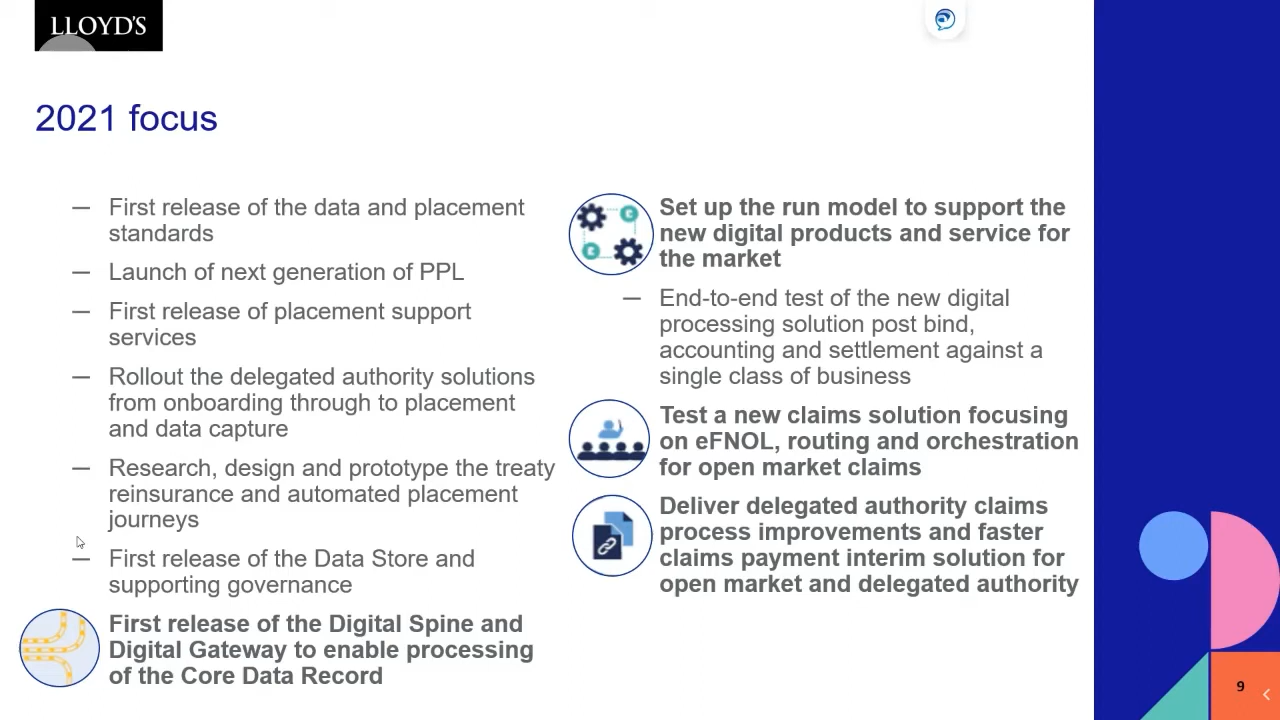 LLOYD'S
2021 focus
— First release of the data and placement
standards
— Launch of next generation of PPL
— First release of placement support
services
— Rollout the delegated authority solutions
from onboarding through to placement
and data capture
— Research, design and prototype the treaty
reinsurance and automated placement
journeys
— First release of the Data Store and
supporting governance
First release of the Digital Spine and
Digital Gateway to enable processing
of the Core Data Record
Set up the run model to support the
new digital products and service for
the market
— End-to-end test of the new digital
processing solution post bind,
accounting and settlement against a
single class of business
Test a new claims solution focusing
on eFNOL, routing and orchestration
for open market claims
Deliver delegated authority claims
process improvements and faster
claims payment interim solution for
open market and delegated authority
9